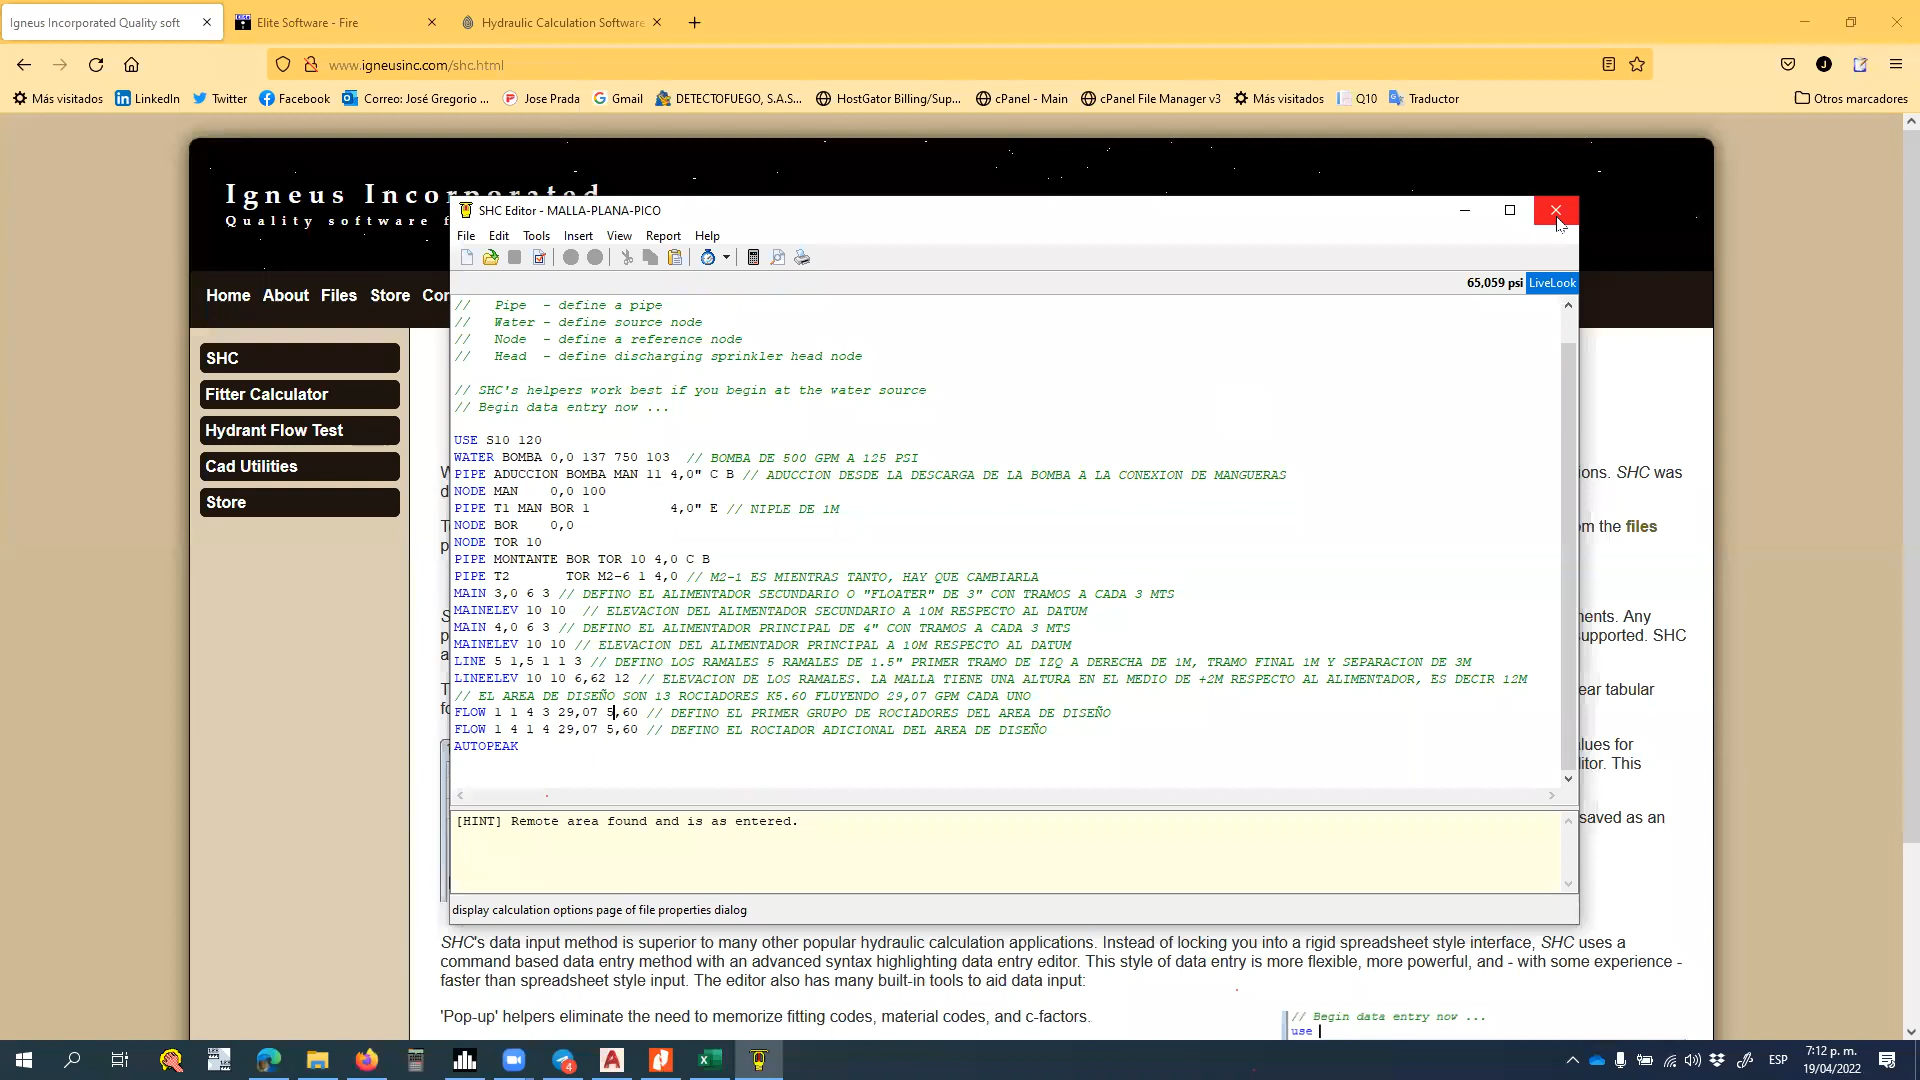 Igneus Incorporated Quality soft
Elite Software - Fire
Hydraulic Calculation Software
www.igneusinc.com/shc.html
Más visitados
LinkedIn
Twitter
Facebook
Correo: José Gregorio ...
Jose Prada
Gmail
DETECTOFUEGO, S.A.S...
HostGator Billing/Sup...
cPanel - Main
cPanel File Manager v3
Más visitados
Q10
Traductor
Otros marcadores
Igneus Incorporated
Quality software f
Home About Files Store Cor
SHC
Fitter Calculator
Hydrant Flow Test
Cad Utilities
Store
SHC Editor - MALLA-PLANA-PICO
File Edit Tools Insert View Report Help
65,059 psi LiveLook
// Pipe - define a pipe
// Water - define source node
// Node - define a reference node
// Head - define discharging sprinkler head node
// SHC's helpers work best if you begin at the water source
// Begin data entry now ...
USE S10 120
WATER BOMBA 0,0 137 750 103 // BOMBA DE 500 GPM A 125 PSI
PIPE ADUCCION BOMBA MAN 11 4,0" C B // ADUCCION DESDE LA DESCARGA DE LA BOMBA A LA CONEXION DE MANGUERAS
NODE MAN 0,0 100
PIPE T1 MAN BOR 1 4,0" E // NIPLE DE 1M
NODE BOR 0,0
NODE TOR 10
PIPE MONTANTE BOR TOR 10 4,0 C B
PIPE T2 TOR M2-6 1 4,0 // M2-1 ES MIENTRAS TANTO, HAY QUE CAMBIARLA
MAIN 3,0 6 3 // DEFINO EL ALIMENTADOR SECUNDARIO O "FLOATER" DE 3" CON TRAMOS A CADA 3 MTS
MAINELEV 10 10 // ELEVACION DEL ALIMENTADOR SECUNDARIO A 10M RESPECTO AL DATUM
MAIN 4,0 6 3 // DEFINO EL ALIMENTADOR PRINCIPAL DE 4" CON TRAMOS A CADA 3 MTS
MAINELEV 10 10 // ELEVACION DEL ALIMENTADOR PRINCIPAL A 10M RESPECTO AL DATUM
LINE 5 1,5 1 1 3 // DEFINO LOS RAMALES 5 RAMALES DE 1.5" PRIMER TRAMO DE IZQ A DERECHA DE 1M, TRAMO FINAL 1M Y SEPARACION DE 3M
LINEELEV 10 10 6,62 12 // ELEVACION DE LOS RAMALES. LA MALLA TIENE UNA ALTURA EN EL MEDIO DE +2M RESPECTO AL ALIMENTADOR, ES DECIR 12M
// EL AREA DE DISEÑO SON 13 ROCIADORES K5.60 FLUYENDO 29,07 GPM CADA UNO
FLOW 1 1 4 3 29,07 5,60 // DEFINO EL PRIMER GRUPO DE ROCIADORES DEL AREA DE DISEÑO
FLOW 1 4 1 4 29,07 5,60 // DEFINO EL ROCIADOR ADICIONAL DEL AREA DE DISEÑO
AUTOPEAK
[HINT] Remote area found and is as entered.
display calculation options page of file properties dialog
ions. SHC was
m the files
ments. Any
upported. SHC
ear tabular
lues for
itor. This
saved as an
SHC's data input method is superior to many other popular hydraulic calculation applications. Instead of locking you into a rigid spreadsheet style interface, SHC uses a
command based data entry method with an advanced syntax highlighting data entry editor. This style of data entry is more flexible, more powerful, and - with some experience -
faster than spreadsheet style input. The editor also has many built-in tools to aid data input:
'Pop-up' helpers eliminate the need to memorize fitting codes, material codes, and c-factors.
// Begin data entry now ...
use
ESP
7:12 p. m.
19/04/2022